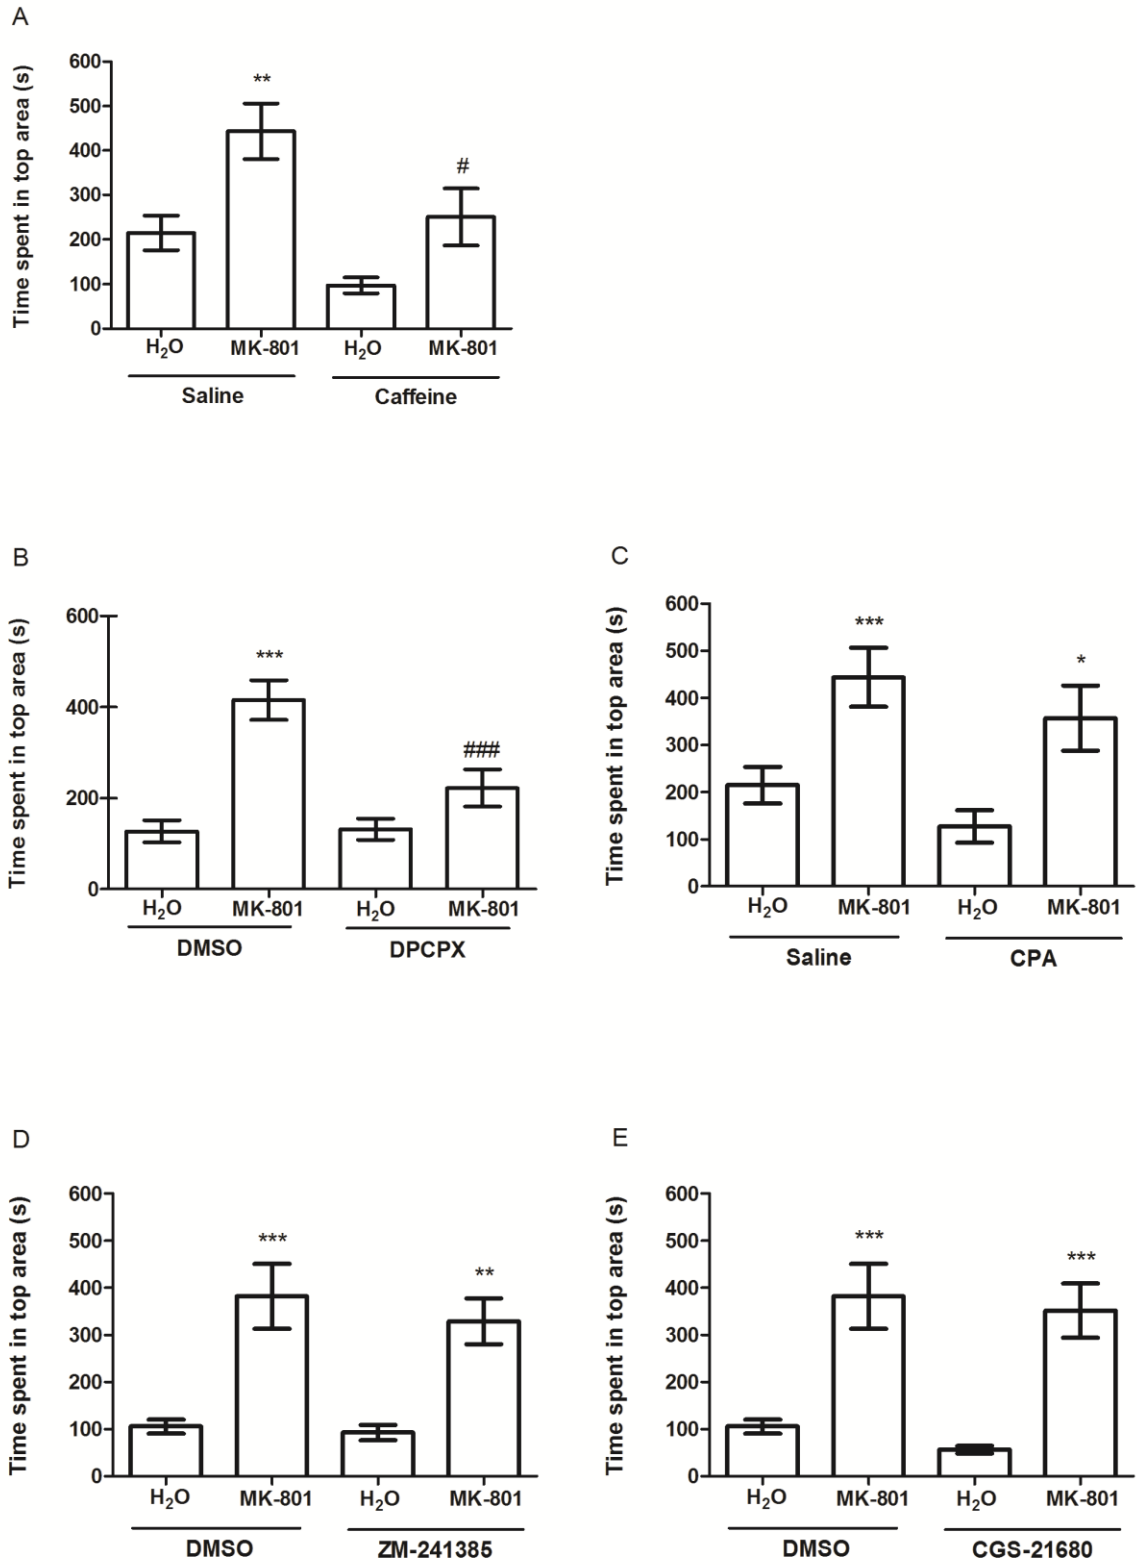 A
Time spent in top area (s)
600
500
400
300
200
100
0
**
#
H₂O MK-801 H₂O MK-801
Saline Caffeine
B
Time spent in top area (s)
600
400
200
0
***
###
H₂O MK-801 H₂O MK-801
DMSO DPCPX
C
Time spent in top area (s)
600
500
400
300
200
100
0
***
*
H₂O MK-801 H₂O MK-801
Saline CPA
D
Time spent in top area (s)
600
500
400
300
200
100
0
***
**
H₂O MK-801 H₂O MK-801
DMSO ZM-241385
E
Time spent in top area (s)
600
500
400
300
200
100
0
***
***
H₂O MK-801 H₂O MK-801
DMSO CGS-21680